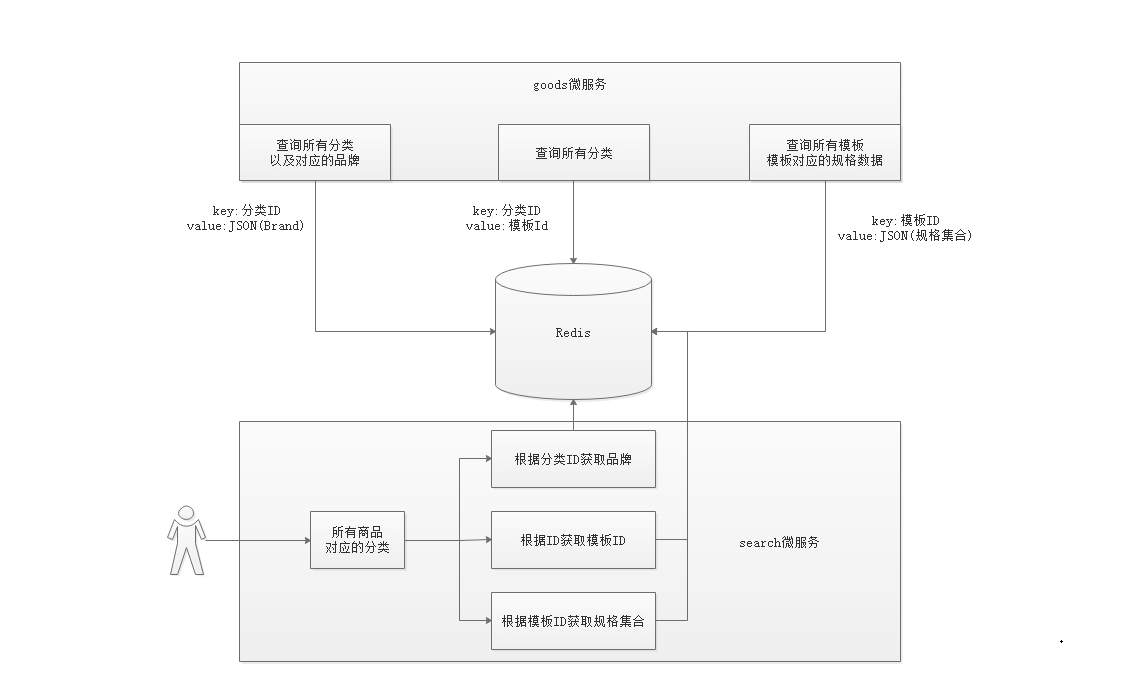 goods微服务
查询所有分类
以及对应的品牌
查询所有分类
查询所有模板
模板对应的规格数据
key:分类ID
value:JSON(Brand)
key:分类ID
value:模板Id
key:模板ID
value:JSON(规格集合)
Redis
根据分类ID获取品牌
所有商品
对应的分类
根据ID获取模板ID
search微服务
根据模板ID获取规格集合